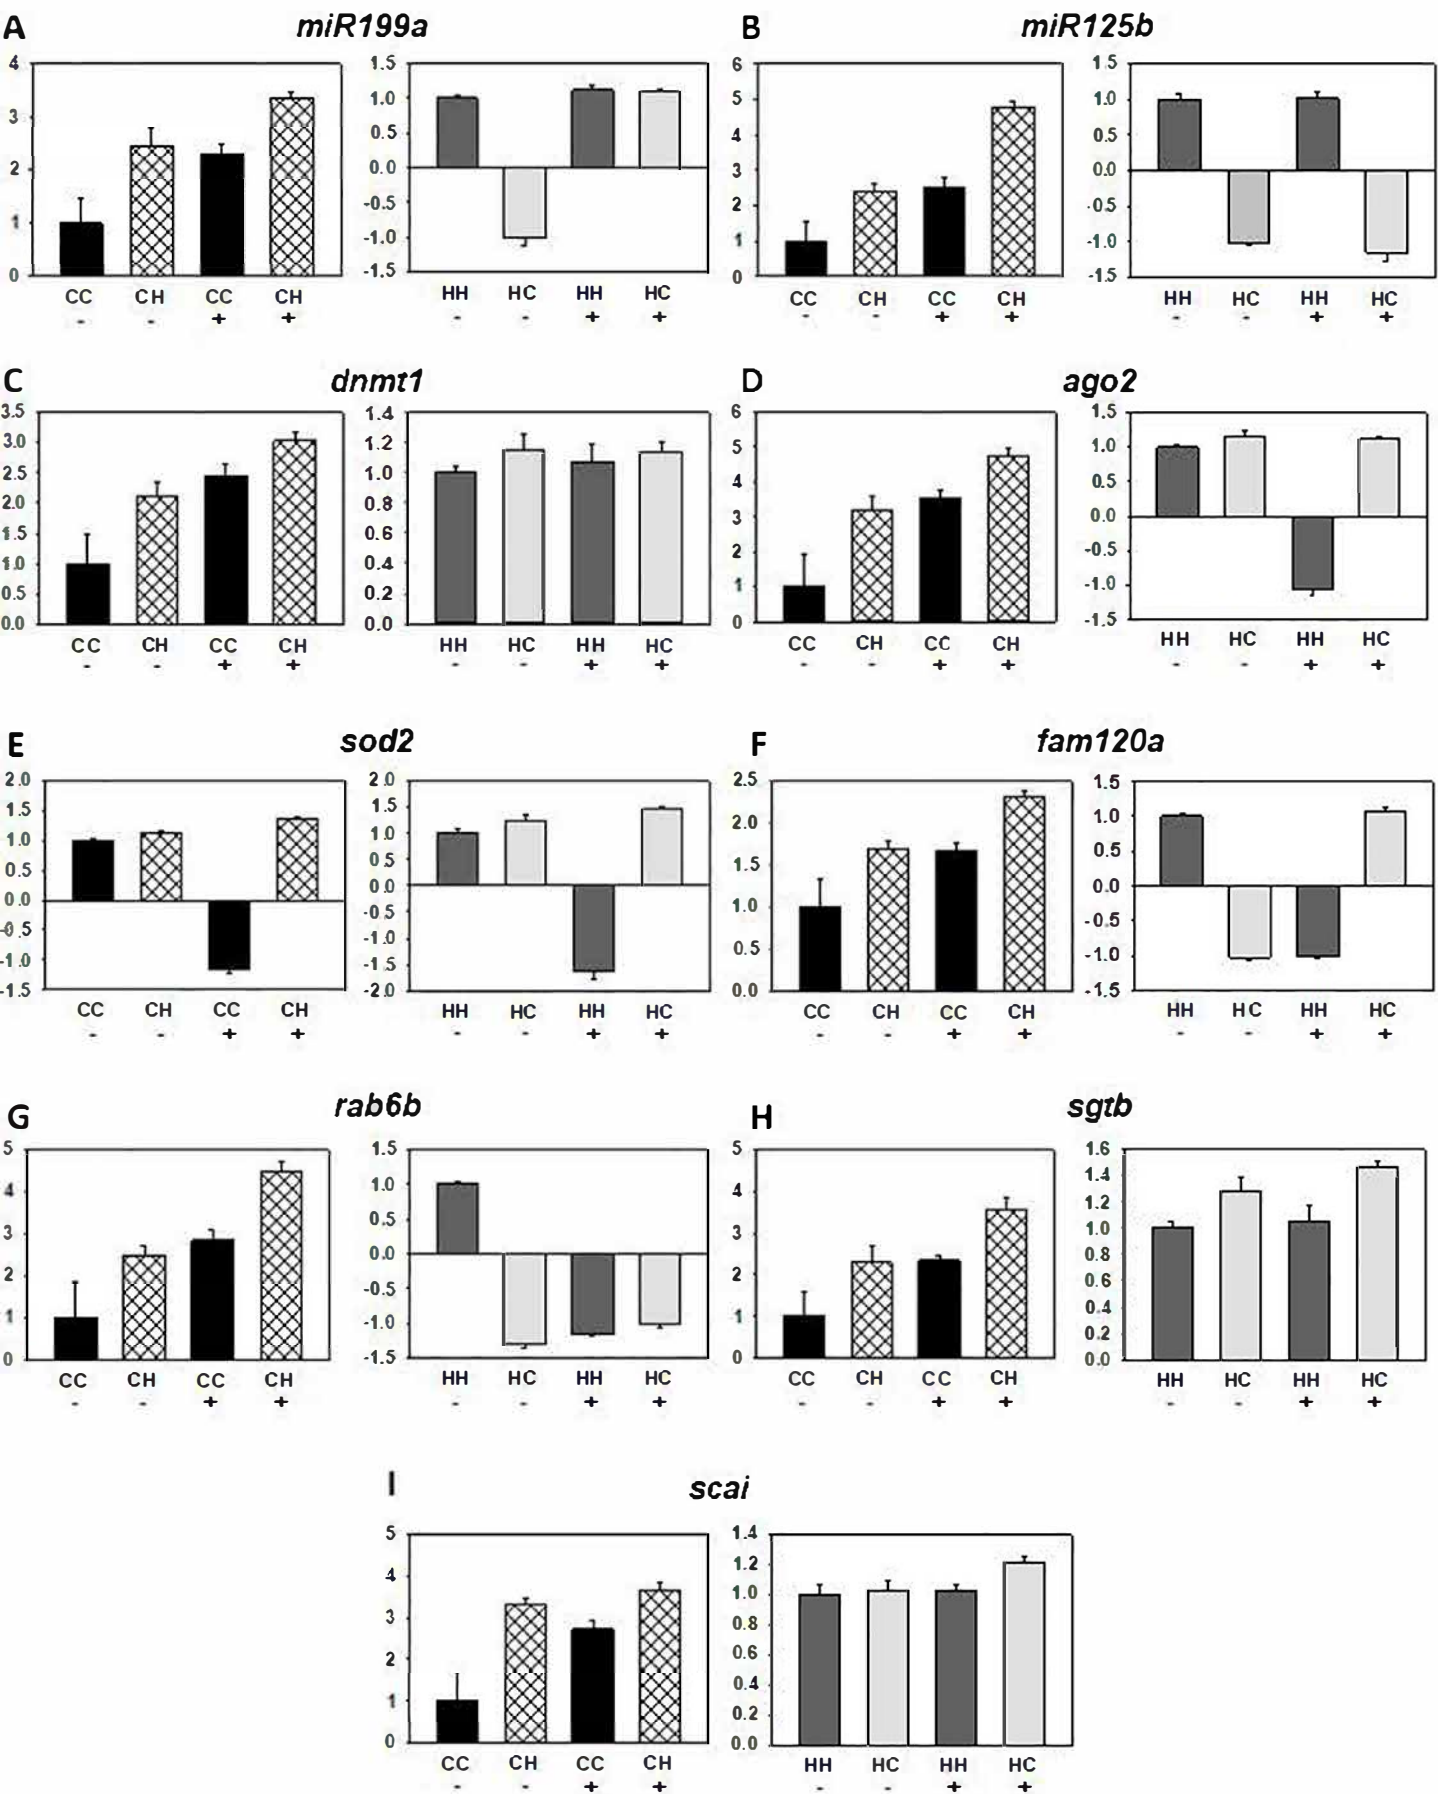 A miR199a
4
3
2
1
0
CC CH CC CH
- - + +
1.5
1.0
0.5
0.0
-0.5
-1.0
-1.5
HH HC HH HC
- - + +
B miR125b
6
5
4
3
2
1
0
CC CH CC CH
- - + +
1.5
1.0
0.5
0.0
-0.5
-1.0
-1.5
HH HC HH HC
- - + +
C dnmt1
3.5
3.0
2.5
2.0
1.5
1.0
0.5
0.0
CC CH CC CH
- - + +
1.4
1.2
1.0
0.8
0.6
0.4
0.2
0.0
HH HC HH HC
- - + +
D ago2
6
5
4
3
2
1
0
CC CH CC CH
- - + +
1.5
1.0
0.5
0.0
-0.5
-1.0
-1.5
HH HC HH HC
- - + +
E sod2
2.0
1.5
1.0
0.5
0.0
-0.5
-1.0
-1.5
CC CH CC CH
- - + +
2.0
1.5
1.0
0.5
0.0
-0.5
-1.0
-1.5
-2.0
HH HC HH HC
- - + +
F fam120a
2.5
2.0
1.5
1.0
0.5
0.0
CC CH CC CH
- - + +
1.5
1.0
0.5
0.0
-0.5
-1.0
-1.5
HH HC HH HC
- - + +
G rab6b
5
4
3
2
1
0
CC CH CC CH
- - + +
1.5
1.0
0.5
0.0
-0.5
-1.0
-1.5
HH HC HH HC
- - + +
H sgtb
5
4
3
2
1
0
CC CH CC CH
- - + +
1.6
1.4
1.2
1.0
0.8
0.6
0.4
0.2
0.0
HH HC HH HC
- - + +
I scai
5
4
3
2
1
0
CC CH CC CH
- - + +
1.4
1.2
1.0
0.8
0.6
0.4
0.2
0.0
HH HC HH HC
- - + +